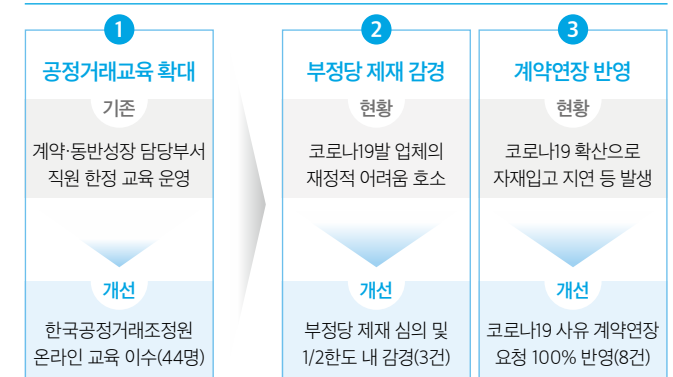 1
공정거래교육 확대
기존
계약·동반성장 담당부서
직원 한정 교육 운영
개선
한국공정거래조정원
온라인 교육 이수(44명)
2
부정당 제재 감경
현황
코로나19발 업체의
재정적 어려움 호소
개선
부정당 제재 심의 및
1/2한도 내 감경(3건)
3
계약연장 반영
현황
코로나19 확산으로
자재입고 지연 등 발생
개선
코로나19 사유 계약연장
요청 100% 반영(8건)